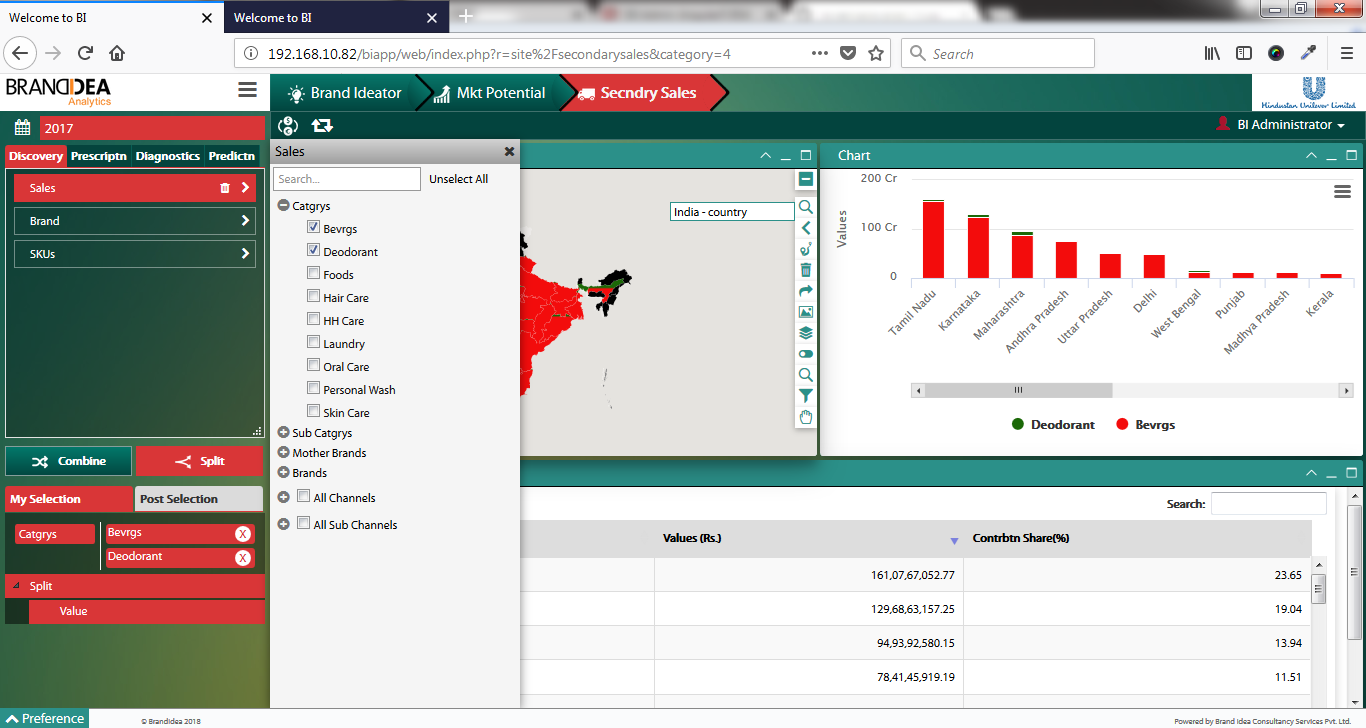 Welcome to BI
Welcome to BI
192.168.10.82/biapp/web/index.php?r=site%2Fsecondarysales&category=4
Search
BRANDIDEA
Analytics
Brand Ideator
Mkt Potential
Secndry Sales
Hindustan Unilever Limited
2017
BI Administrator
Discovery
Prescriptn
Diagnostics
Predictn
Sales
Brand
SKUs
Combine
Split
My Selection
Post Selection
Catgrys
Bevrgs
X
Deodorant
X
Split
Value
Sales
Search...
Unselect All
Catgrys
Bevrgs
Deodorant
Foods
Hair Care
HH Care
Laundry
Oral Care
Personal Wash
Skin Care
Sub Catgrys
Mother Brands
Brands
All Channels
All Sub Channels
India - country
Chart
200 Cr
100 Cr
0
Values
Tamil Nadu
Karnataka
Maharashtra
Andhra Pradesh
Uttar Pradesh
Delhi
West Bengal
Punjab
Madhya Pradesh
Kerala
Deodorant
Bevrgs
Search:
Values (Rs.)
Contrbtn Share(%)
161,07,67,052.77
23.65
129,68,63,157.25
19.04
94,93,92,580.15
13.94
78,41,45,919.19
11.51
Preference
© BrandIdea 2018
Powered by Brand Idea Consultancy Services Pvt. Ltd.